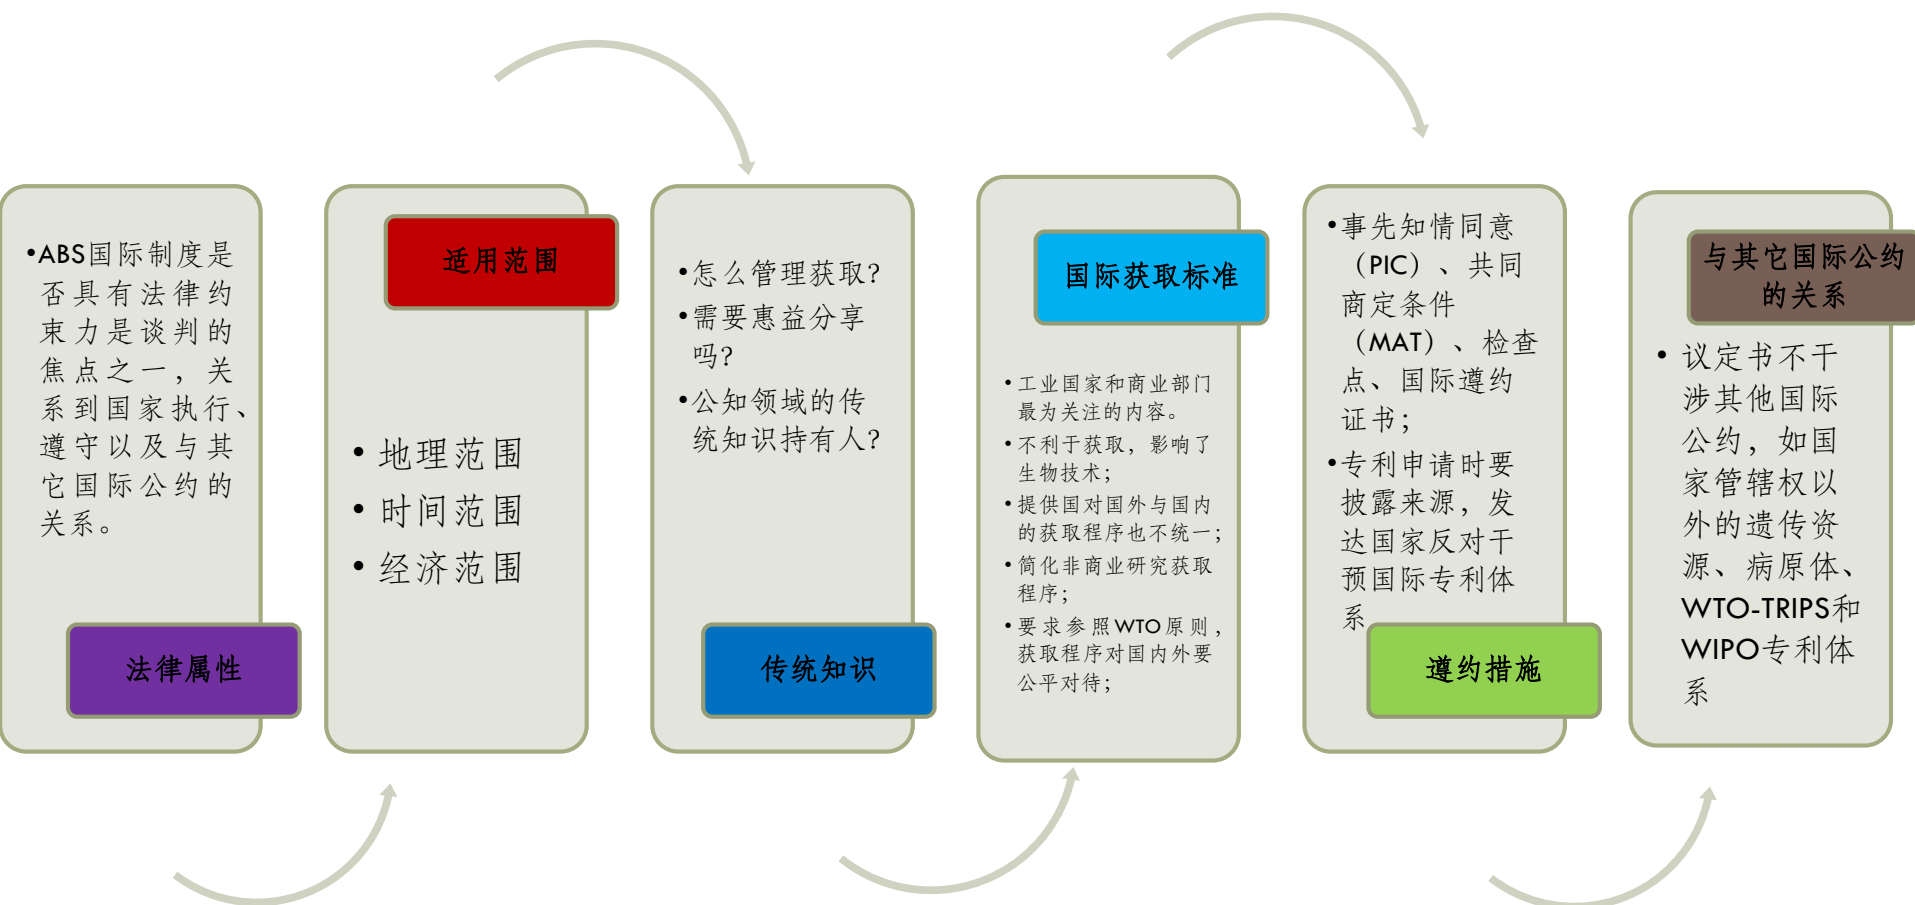 •ABS国际制度是
否具有法律约
束力是谈判的
焦点之一，关
系到国家执行、
遵守以及与其
它国际公约的
关系。
法律属性
适用范围
•地理范围
•时间范围
•经济范围
•怎么管理获取？
•需要惠益分享
吗？
•公知领域的传
统知识持有人？
传统知识
国际获取标准
•工业国家和商业部门
最为关注的内容。
•不利于获取，影响了
生物技术；
•提供国对国外与国内
的获取程序也不统一；
•简化非商业研究获取
程序；
•要求参照WTO原则，
获取程序对国内外要
公平对待；
•事先知情同意
（PIC）、共同
商定条件
（MAT）、检查
点、国际遵约
证书；
•专利申请时要
披露来源，发
达国家反对干
预国际专利体
系
遵约措施
与其它国际公约
的关系
•议定书不干
涉其他国际
公约，如国
家管辖权以
外的遗传资
源、病原体、
WTO-TRIPS和
WIPO专利体
系